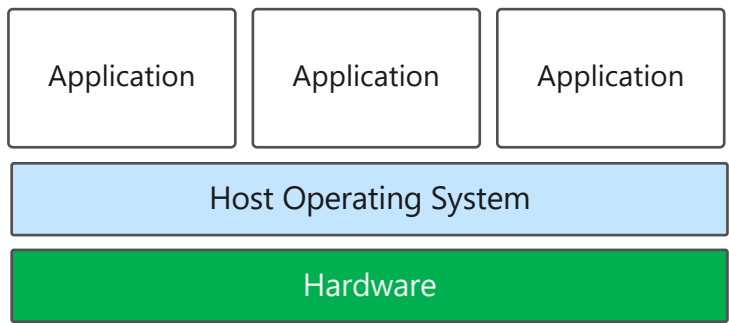 Application Application Application
Host Operating System
Hardware